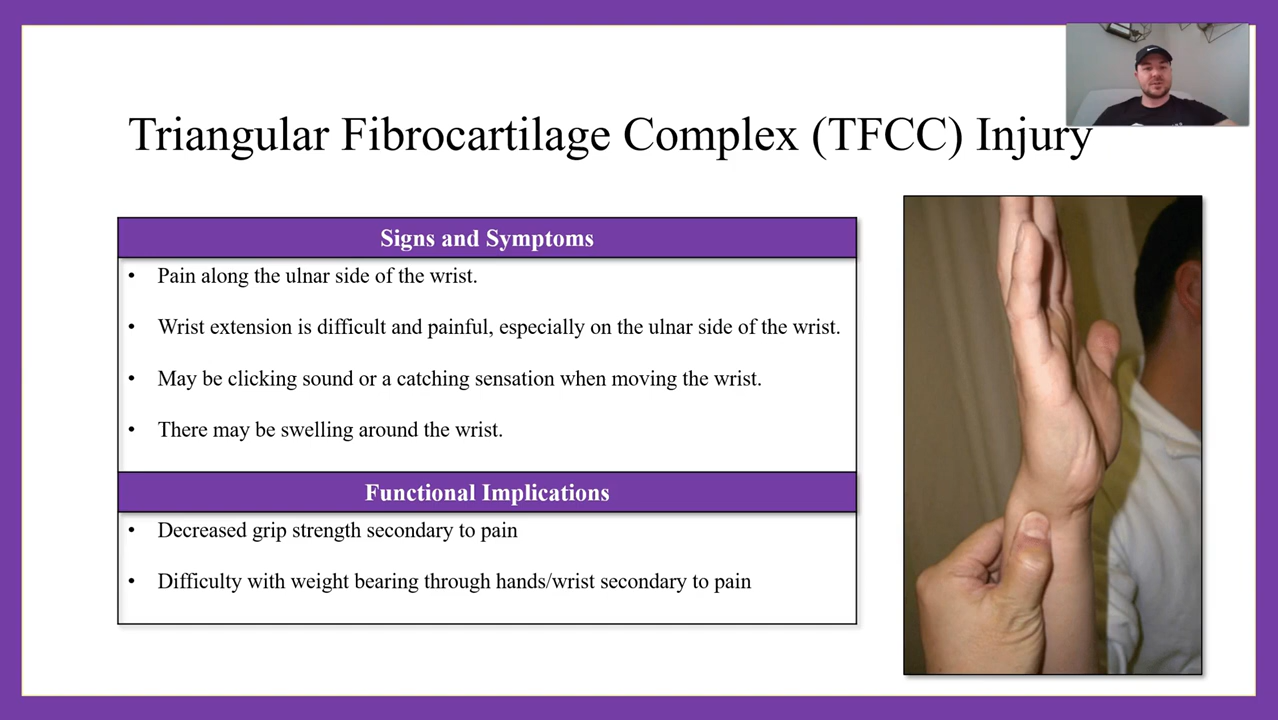 Triangular Fibrocartilage Complex (TFCC) Injury
Signs and Symptoms
• Pain along the ulnar side of the wrist.
• Wrist extension is difficult and painful, especially on the ulnar side of the wrist.
• May be clicking sound or a catching sensation when moving the wrist.
• There may be swelling around the wrist.
Functional Implications
• Decreased grip strength secondary to pain
• Difficulty with weight bearing through hands/wrist secondary to pain